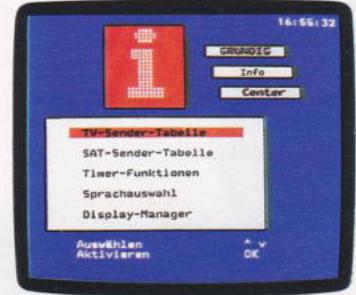 16:55:32
i
GRUNDIG
Info
Center
TV-Sender-Tabelle
SAT-Sender-Tabelle
Timer-Funktionen
Sprachauswahl
Display-Manager
Auswählen ^ v
Aktivieren OK